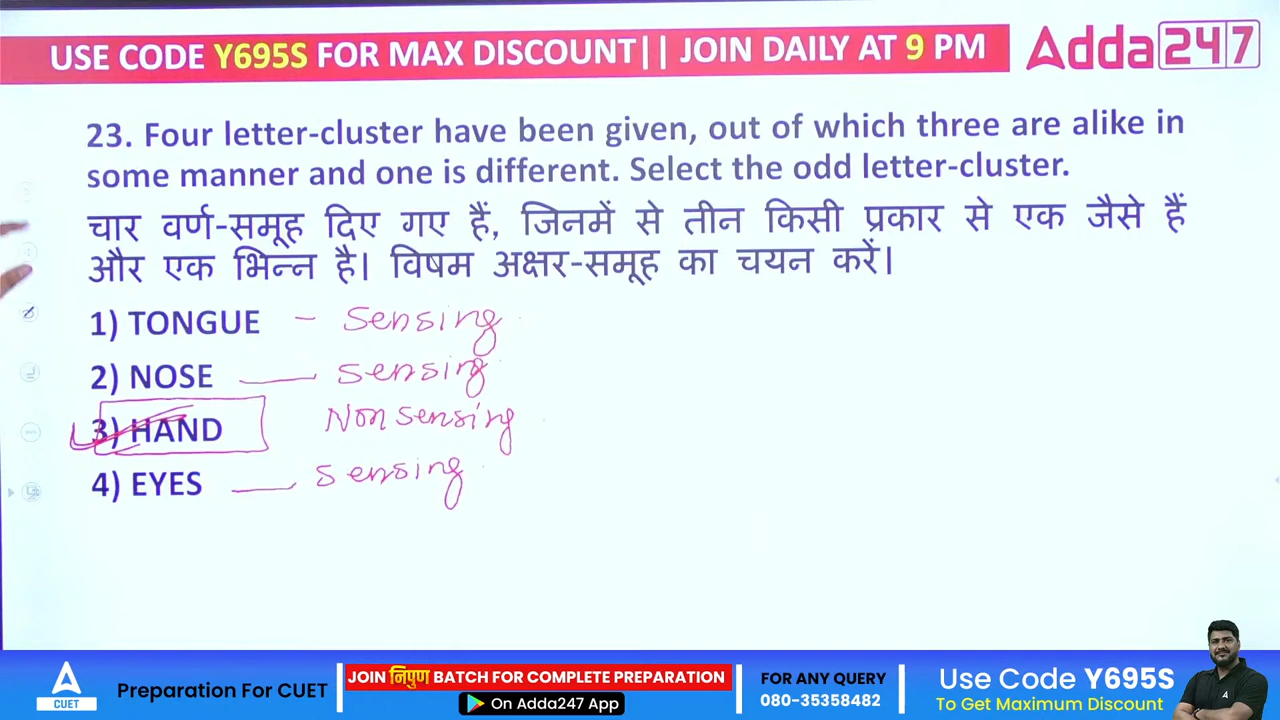 USE CODE Y695S FOR MAX DISCOUNT|| JOIN DAILY AT 9 PM
Adda247
23. Four letter-cluster have been given, out of which three are alike in
some manner and one is different. Select the odd letter-cluster.
चार वर्ण-समूह दिए गए हैं, जिनमें से तीन किसी प्रकार से एक जैसे हैं
और एक भिन्न है। विषम अक्षर-समूह का चयन करें।
1) TONGUE - Sensing
2) NOSE — Sensing
3) HAND Non sensing
4) EYES — Sensing
CUET
Preparation For CUET
JOIN निपुण BATCH FOR COMPLETE PREPARATION
On Adda247 App
FOR ANY QUERY
080-35358482
Use Code Y695S
To Get Maximum Discount